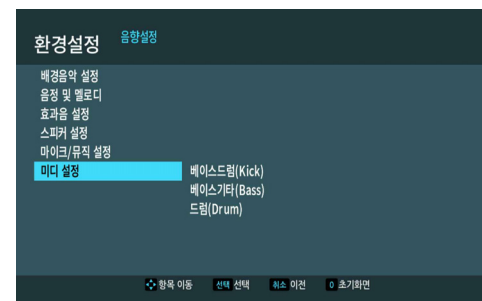 환경설정 음향설정
배경음악 설정
음정 및 멜로디
효과음 설정
스피커 설정
마이크/뮤직 설정
미디 설정 베이스드럼(Kick)
베이스기타(Bass)
드럼(Drum)
항목 이동 선택 선택 취소 이전 0 초기화면